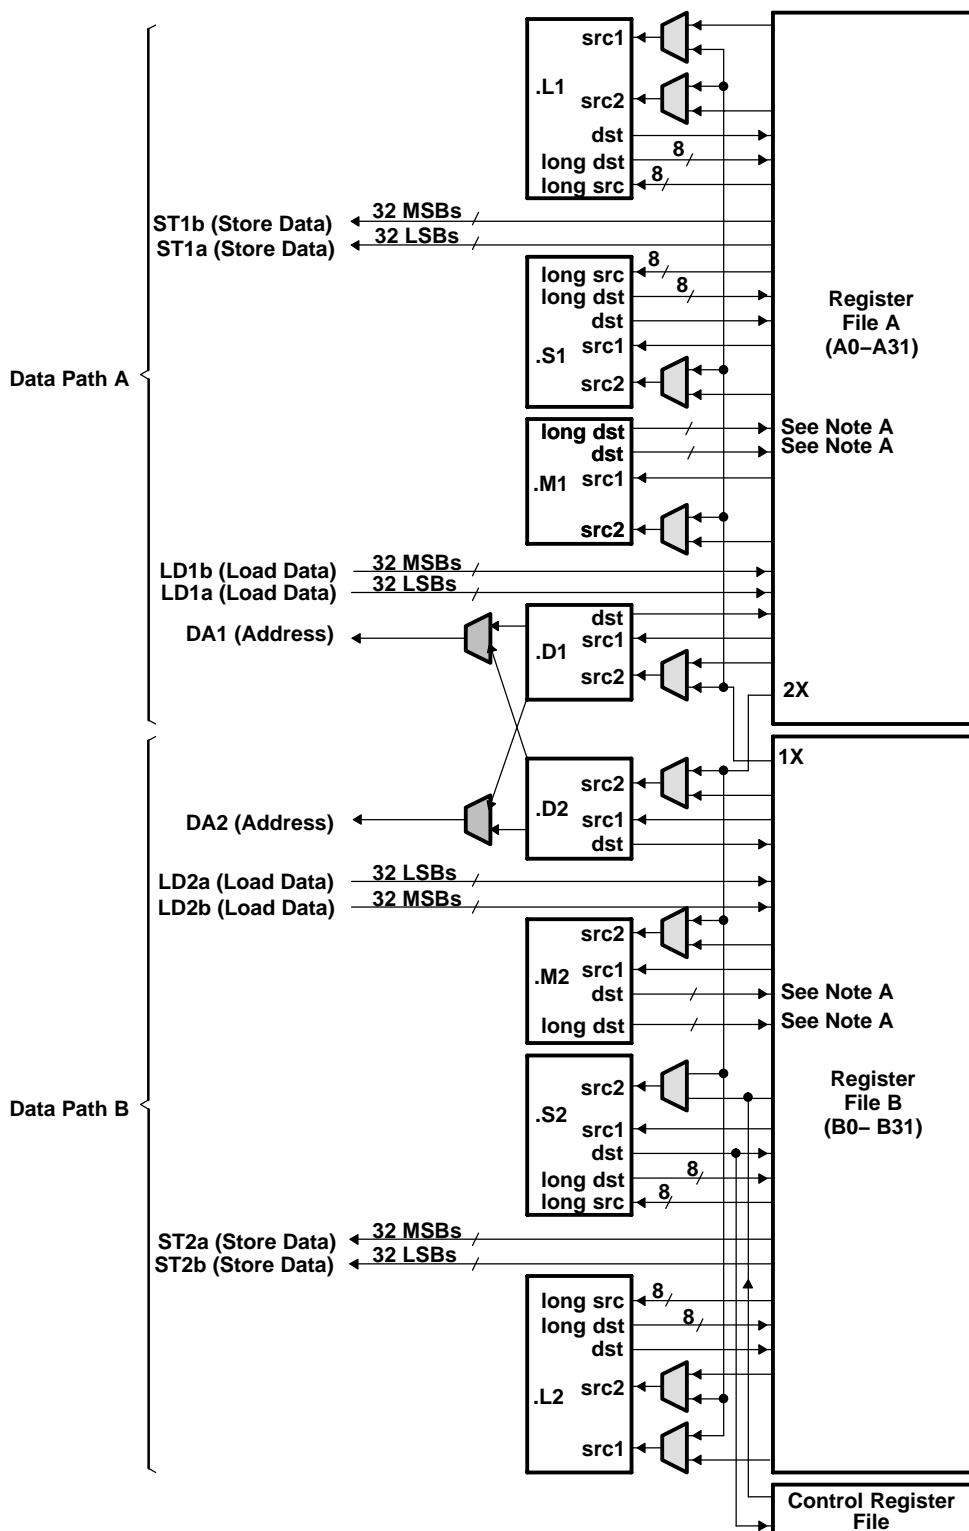 src1
.L1
src2
dst
long dst
8
long src
8
32 MSBs
ST1b (Store Data)
32 LSBs
ST1a (Store Data)
8
long src
long dst
8
dst
src1
.S1
src2
Register
File A
(A0–A31)
Data Path A
long dst
See Note A
dst
See Note A
src1
.M1
src2
32 MSBs
LD1b (Load Data)
32 LSBs
LD1a (Load Data)
dst
DA1 (Address)
src1
.D1
src2
2X
1X
src2
.D2
DA2 (Address)
src1
dst
32 LSBs
LD2a (Load Data)
32 MSBs
LD2b (Load Data)
src2
src1
.M2
dst
See Note A
long dst
See Note A
src2
Register
File B
(B0– B31)
Data Path B
.S2
src1
dst
long dst
8
long src
8
32 MSBs
ST2a (Store Data)
32 LSBs
ST2b (Store Data)
8
long src
long dst
8
dst
src2
.L2
src1
Control Register
File